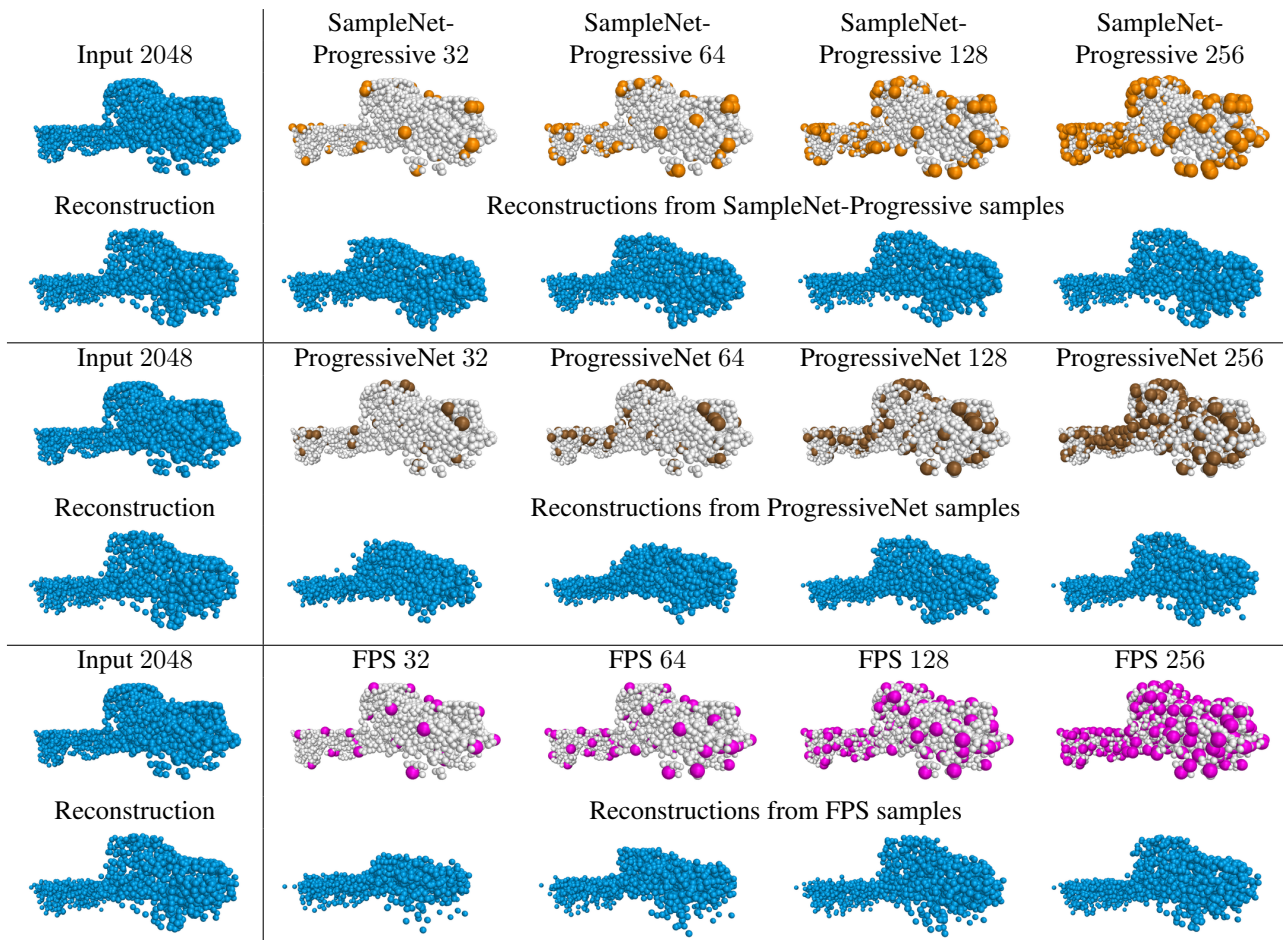 Input 2048
SampleNet-
Progressive 32
SampleNet-
Progressive 64
SampleNet-
Progressive 128
SampleNet-
Progressive 256
Reconstruction
Reconstructions from SampleNet-Progressive samples
Input 2048
ProgressiveNet 32
ProgressiveNet 64
ProgressiveNet 128
ProgressiveNet 256
Reconstruction
Reconstructions from ProgressiveNet samples
Input 2048
FPS 32
FPS 64
FPS 128
FPS 256
Reconstruction
Reconstructions from FPS samples